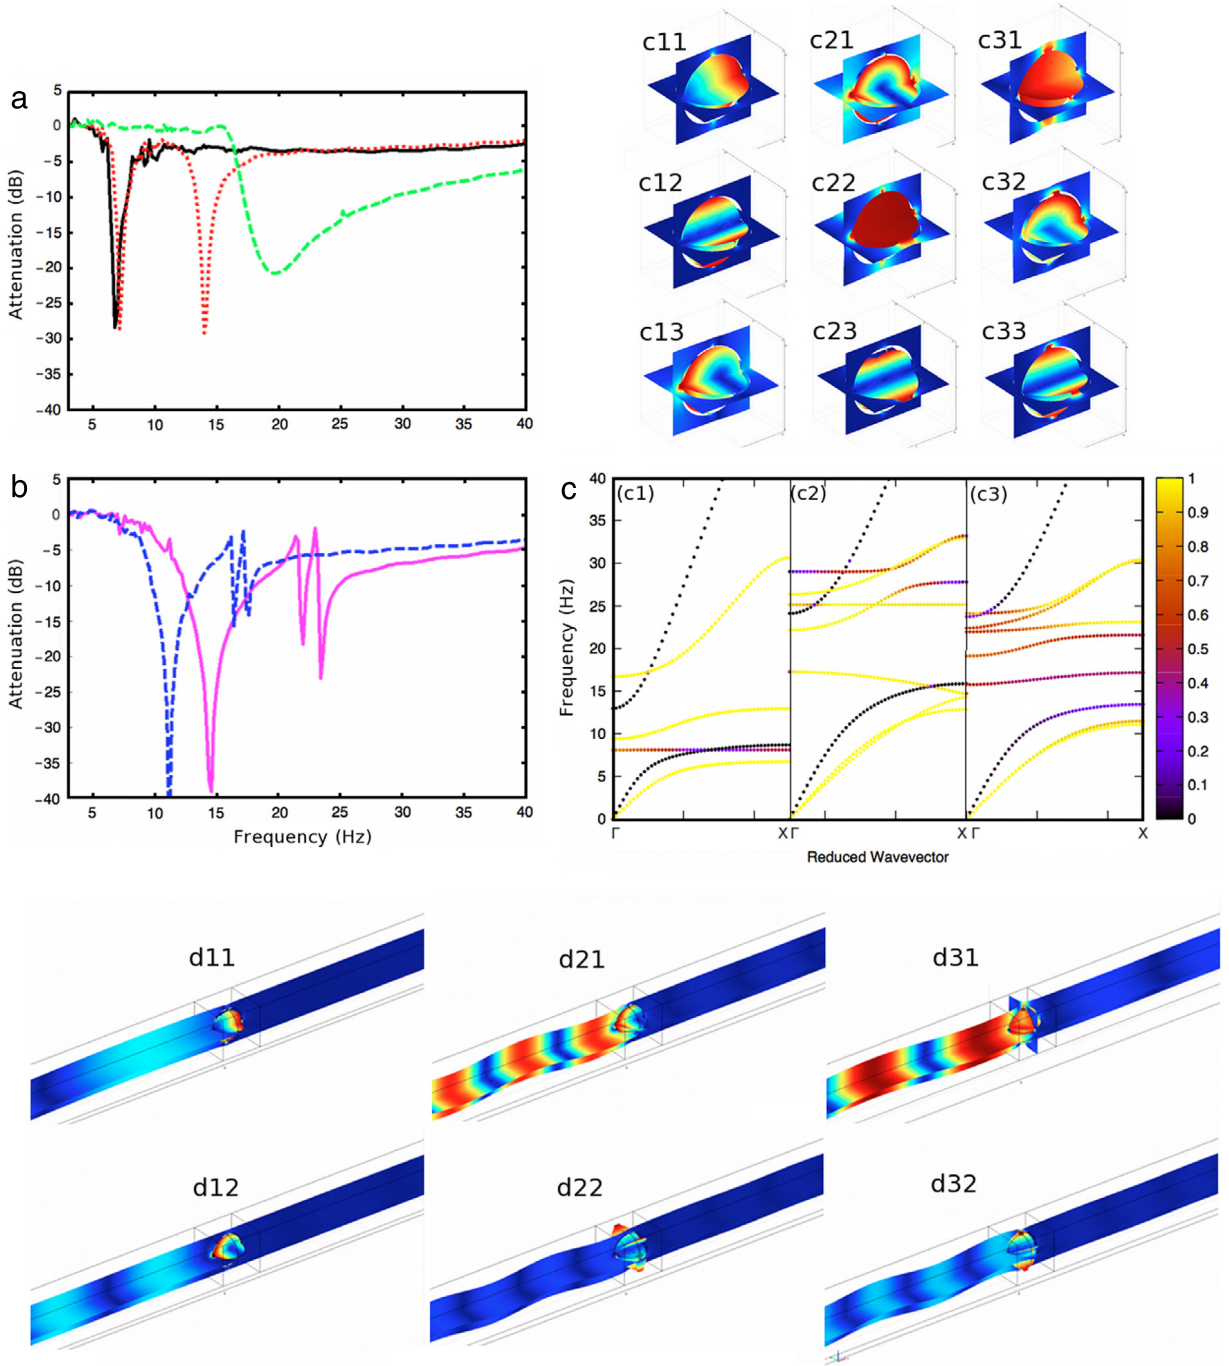 a
5
0
−5
−10
−15
−20
−25
−30
−35
−40
Attenuation (dB)
5 10 15 20 25 30 35 40
c11 c21 c31
c12 c22 c32
c13 c23 c33
b
5
0
−5
−10
−15
−20
−25
−30
−35
−40
Attenuation (dB)
5 10 15 20 25 30 35 40
Frequency (Hz)
c
(c1) (c2) (c3)
40
35
30
25
20
15
10
5
0
Frequency (Hz)
Γ X Γ X Γ X
Reduced Wavevector
1
0.9
0.8
0.7
0.6
0.5
0.4
0.3
0.2
0.1
0
d11 d21 d31
d12 d22 d32